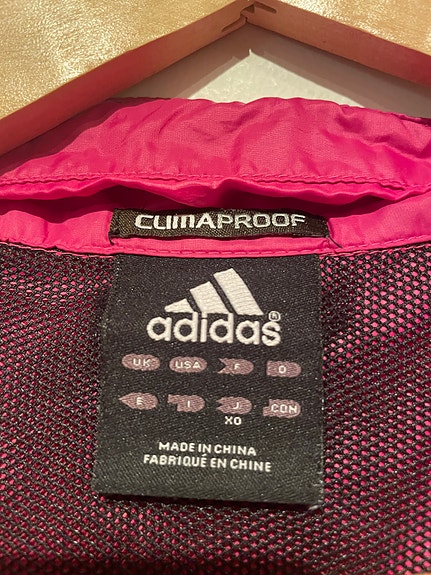 CLIMAPROOF
adidas®
UK USA F D
E I J CDN
XO
MADE IN CHINA
FABRIQUÉ EN CHINE